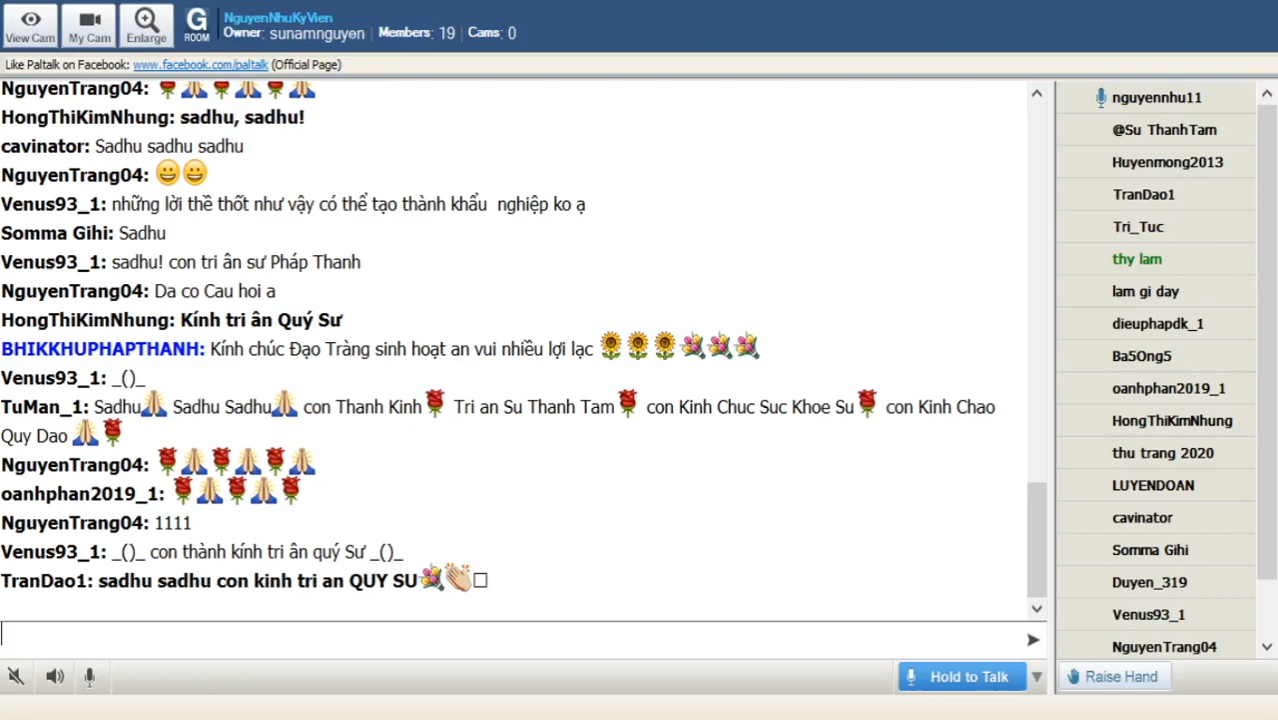 View Cam
My Cam
Enlarge
G
ROOM
NguyenNhuKyVien
Owner: sunamnguyen | Members: 19 | Cams: 0
Like Paltalk on Facebook: www.facebook.com/paltalk (Official Page)
NguyenTrang04:
HongThiKimNhung: sadhu, sadhu!
cavinator: Sadhu sadhu sadhu
NguyenTrang04:
Venus93_1: những lời thề thốt như vậy có thể tạo thành khẩu nghiệp ko ạ
Somma Gihi: Sadhu
Venus93_1: sadhu! con tri ân sư Pháp Thanh
NguyenTrang04: Da co Cau hoi a
HongThiKimNhung: Kính tri ân Quý Sư
BHIKKHUPHAPTHANH: Kính chúc Đạo Tràng sinh hoạt an vui nhiều lợi lạc
Venus93_1: _()_
TuMan_1: Sadhu Sadhu Sadhu con Thanh Kinh Tri an Su Thanh Tam con Kinh Chuc Suc Khoe Su con Kinh Chao
Quy Dao
NguyenTrang04:
oanhphan2019_1:
NguyenTrang04: 1111
Venus93_1: _()_ con thành kính tri ân quý Sư _()_
TranDao1: sadhu sadhu con kinh tri an QUY SU
Hold to Talk
nguyennhu11
@Su ThanhTam
Huyenmong2013
TranDao1
Tri_Tuc
thy lam
lam gi day
dieuphapdk_1
Ba5Ong5
oanhphan2019_1
HongThiKimNhung
thu trang 2020
LUYENDOAN
cavinator
Somma Gihi
Duyen_319
Venus93_1
NguyenTrang04
Raise Hand